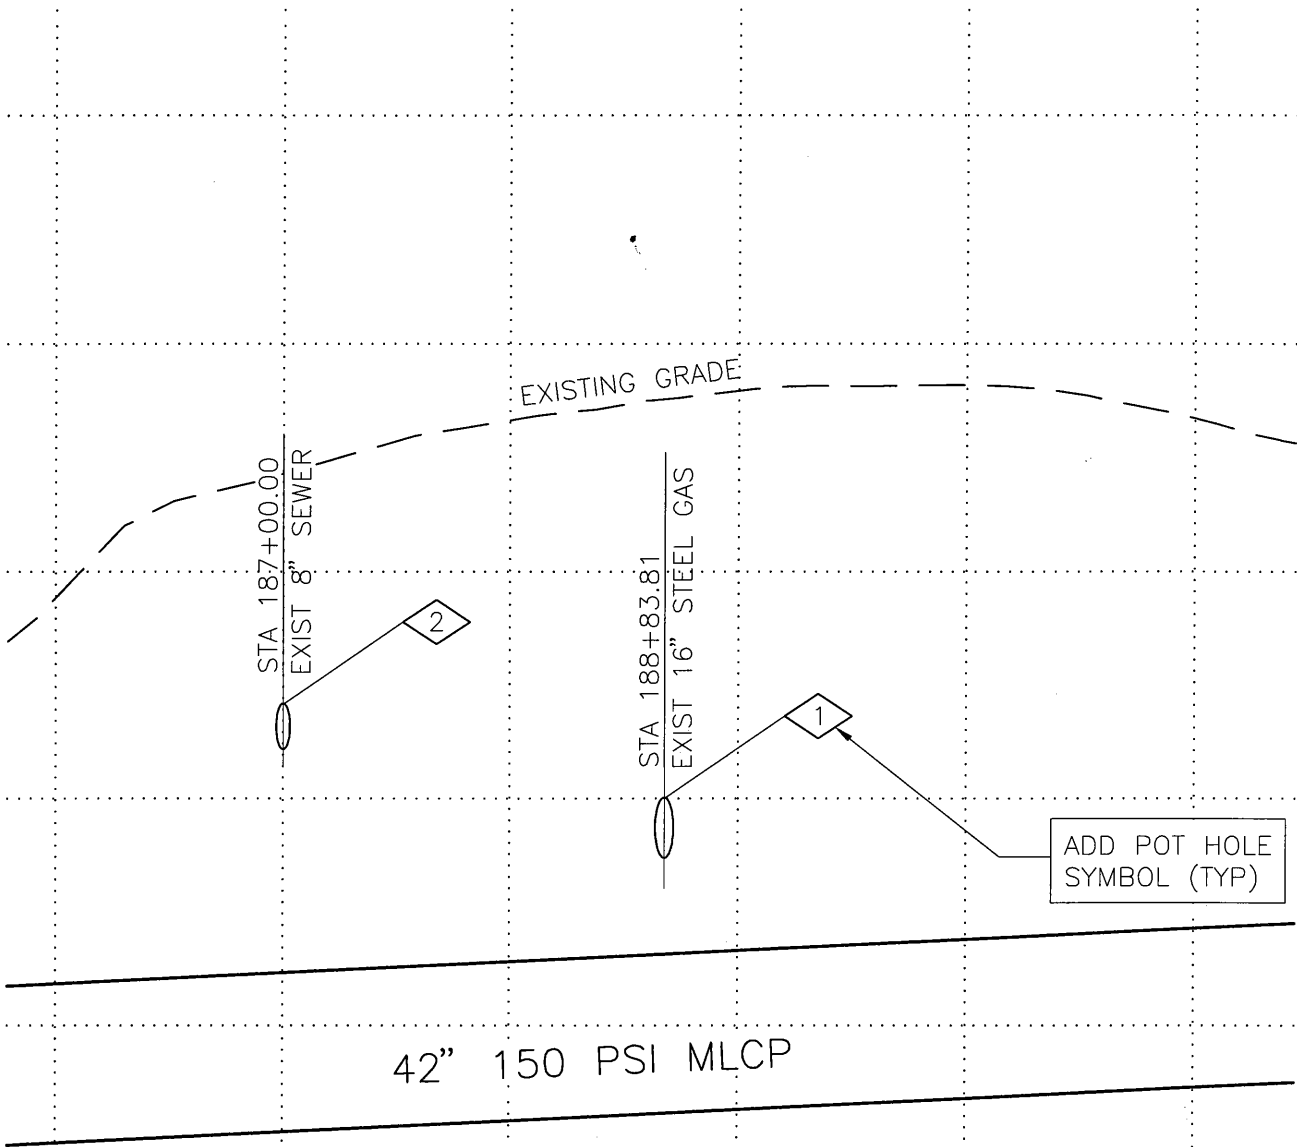 EXISTING GRADE
STA 187+00.00
EXIST 8" SEWER
2
STA 188+83.81
EXIST 16" STEEL GAS
1
ADD POT HOLE
SYMBOL (TYP)
42" 150 PSI MLCP